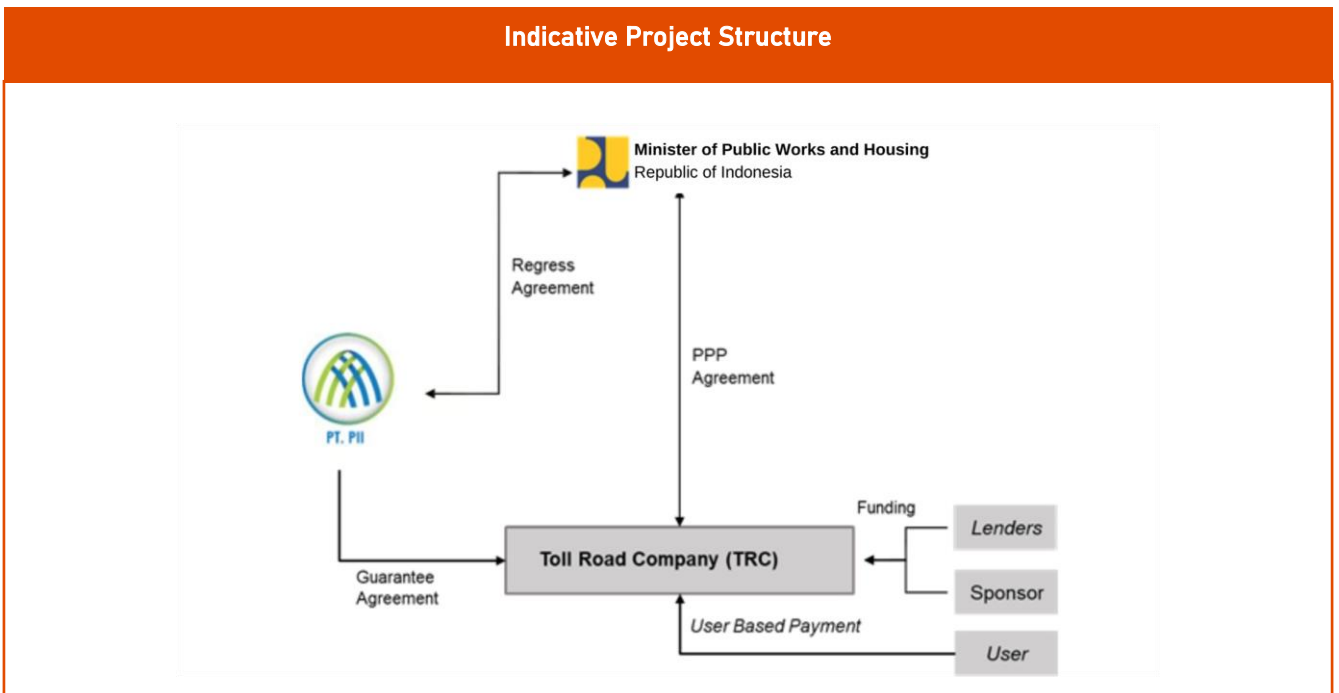 Indicative Project Structure
Minister of Public Works and Housing
Republic of Indonesia
Regress
Agreement
PPP
Agreement
PT. PII
Funding
Lenders
Toll Road Company (TRC)
Sponsor
Guarantee
Agreement
User Based Payment
User